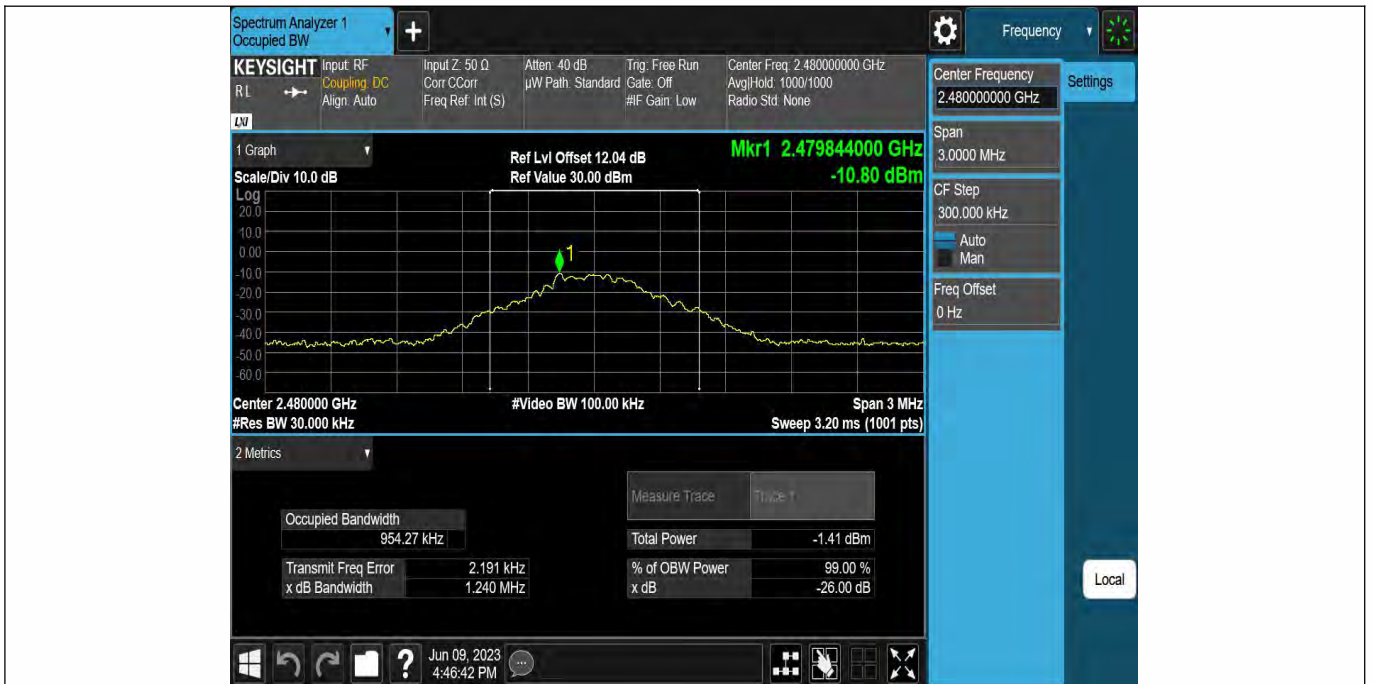 Spectrum Analyzer 1
Occupied BW
Frequency
KEYSIGHT
RL
LXI
Input: RF
Coupling: DC
Align: Auto
Input Z: 50 Ω
Corr CCorr
Freq Ref: Int (S)
Atten: 40 dB
µW Path: Standard
Trig: Free Run
Gate: Off
#IF Gain: Low
Center Freq: 2.480000000 GHz
Avg|Hold: 1000/1000
Radio Std: None
Center Frequency
2.480000000 GHz
Settings
Span
3.0000 MHz
CF Step
300.000 kHz
Auto
Man
Freq Offset
0 Hz
1 Graph
Scale/Div 10.0 dB
Ref Lvl Offset 12.04 dB
Ref Value 30.00 dBm
Mkr1 2.479844000 GHz
-10.80 dBm
Log
20.0
10.0
0.00
-10.0
-20.0
-30.0
-40.0
-50.0
-60.0
1
Center 2.480000 GHz
#Video BW 100.00 kHz
Span 3 MHz
#Res BW 30.000 kHz
Sweep 3.20 ms (1001 pts)
2 Metrics
Measure Trace
Trace 1
Occupied Bandwidth
954.27 kHz
Total Power
-1.41 dBm
Transmit Freq Error
2.191 kHz
% of OBW Power
99.00 %
x dB Bandwidth
1.240 MHz
x dB
-26.00 dB
Local
?
Jun 09, 2023
4:46:42 PM